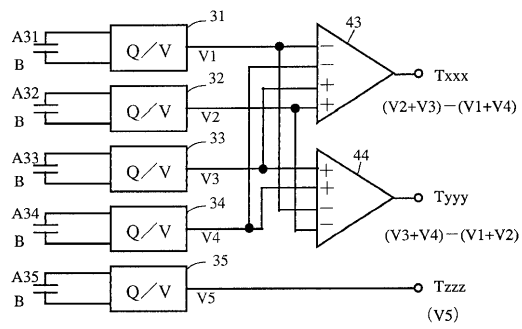 A31
B
Q/V
31
V1
A32
B
Q/V
32
V2
A33
B
Q/V
33
V3
A34
B
Q/V
34
V4
A35
B
Q/V
35
V5
43
−
−
+
+
Txxx
(V2+V3)−(V1+V4)
44
+
+
−
−
Tyyy
(V3+V4)−(V1+V2)
Tzzz
(V5)